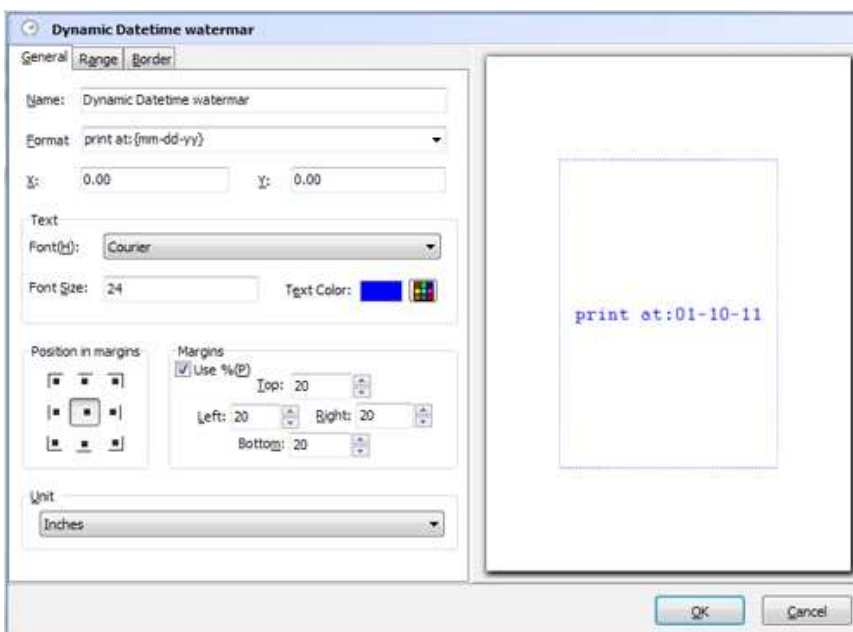 Dynamic Datetime watermar
General Range Border
Name: Dynamic Datetime watermar
Format print at:{mm-dd-yy}
X: 0.00 Y: 0.00
Text
Font(H): Courier
Font Size: 24 Text Color:
print at:01-10-11
Position in margins Margins
Use %(P)
Top: 20
Left: 20 Right: 20
Bottom: 20
Unit
Inches
OK Cancel